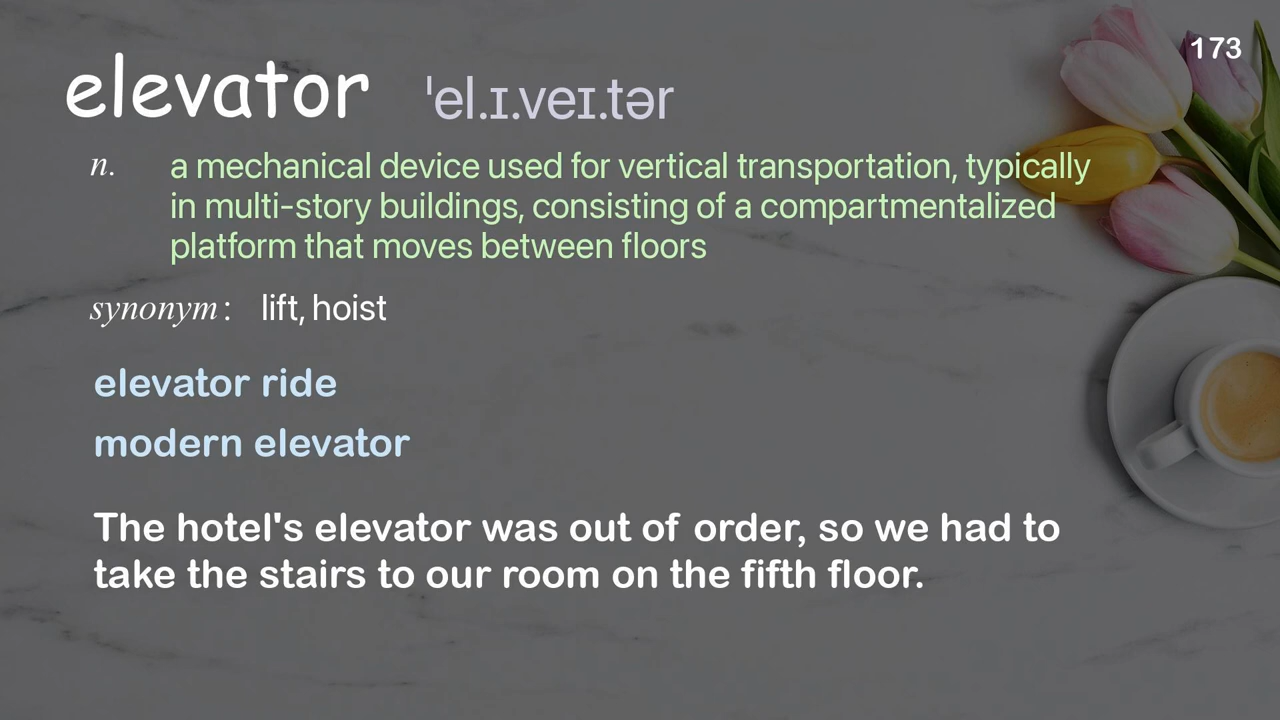 173
elevator ˈel.ɪ.veɪ.tər
n. a mechanical device used for vertical transportation, typically
in multi-story buildings, consisting of a compartmentalized
platform that moves between floors
synonym: lift, hoist
elevator ride
modern elevator
The hotel's elevator was out of order, so we had to
take the stairs to our room on the fifth floor.